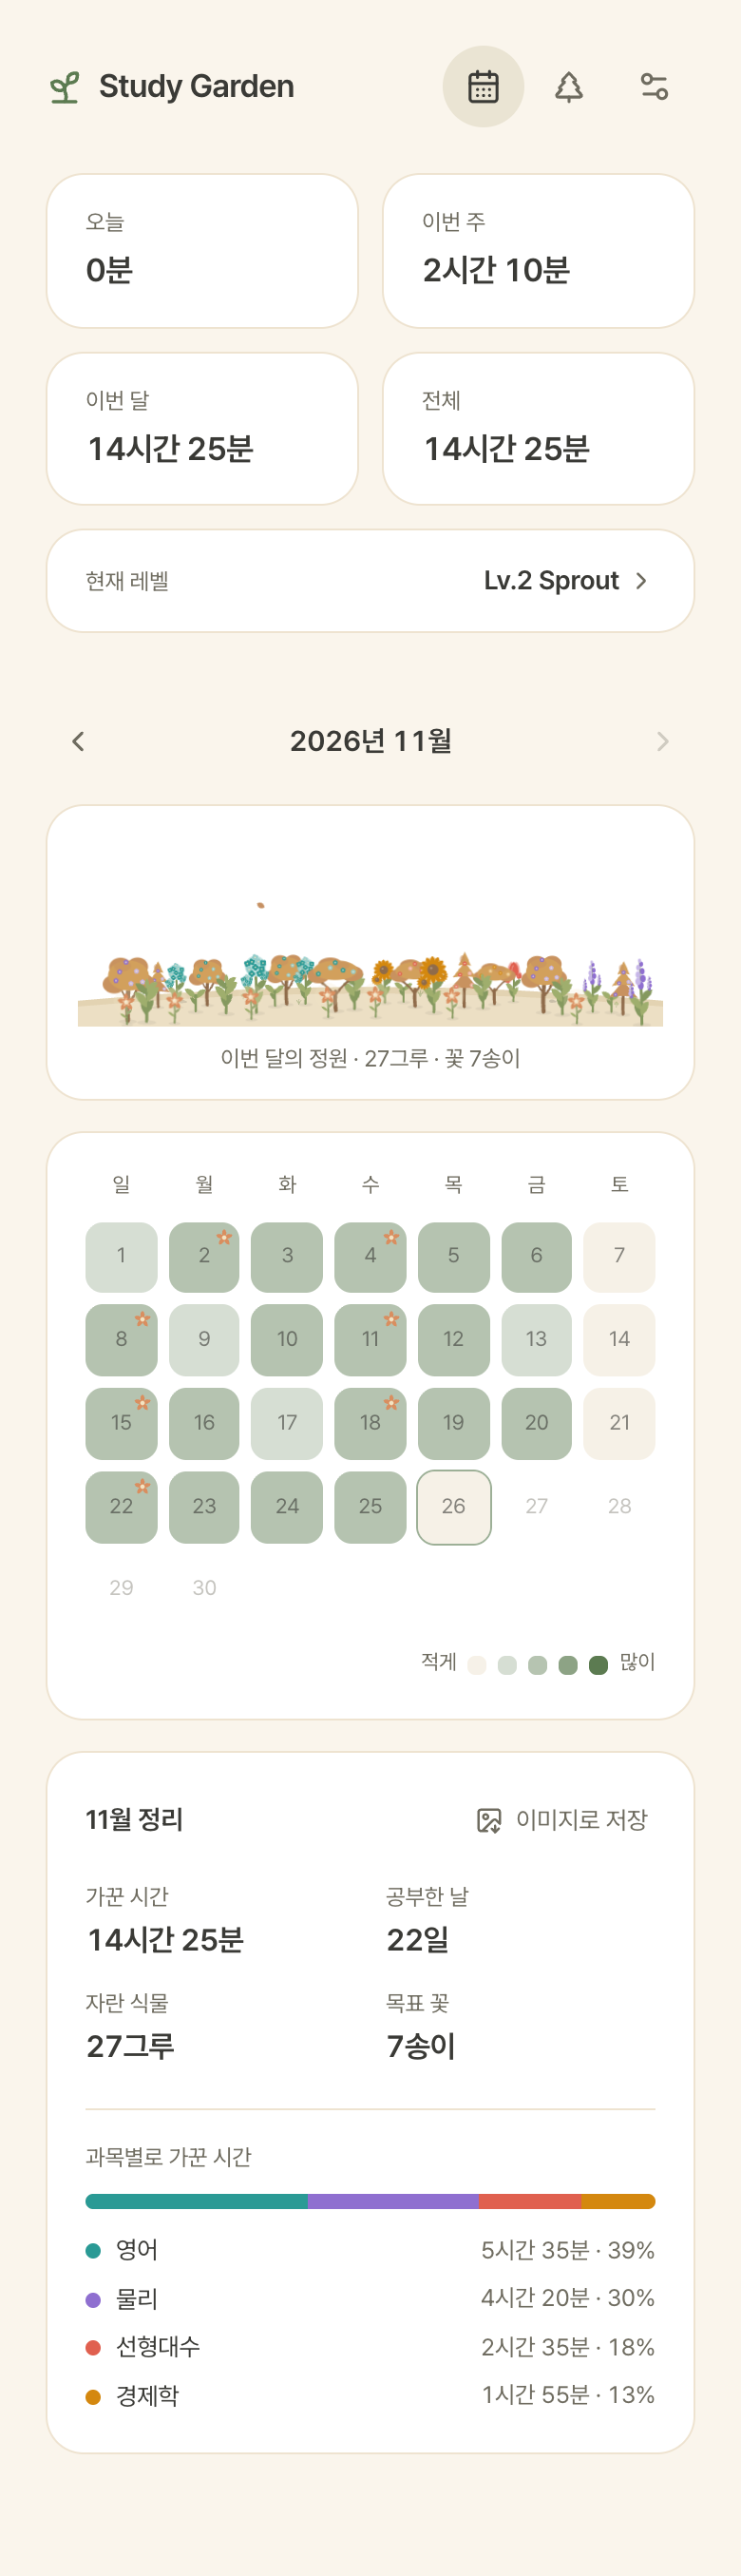 Study Garden
오늘
0분
이번 주
2시간 10분
이번 달
14시간 25분
전체
14시간 25분
현재 레벨
Lv.2 Sprout
2026년 11월
이번 달의 정원 · 27그루 · 꽃 7송이
일 월 화 수 목 금 토
1 2 3 4 5 6 7
8 9 10 11 12 13 14
15 16 17 18 19 20 21
22 23 24 25 26 27 28
29 30
적게 많이
11월 정리
이미지로 저장
가꾼 시간
14시간 25분
공부한 날
22일
자란 식물
27그루
목표 꽃
7송이
과목별로 가꾼 시간
영어 5시간 35분 · 39%
물리 4시간 20분 · 30%
선형대수 2시간 35분 · 18%
경제학 1시간 55분 · 13%